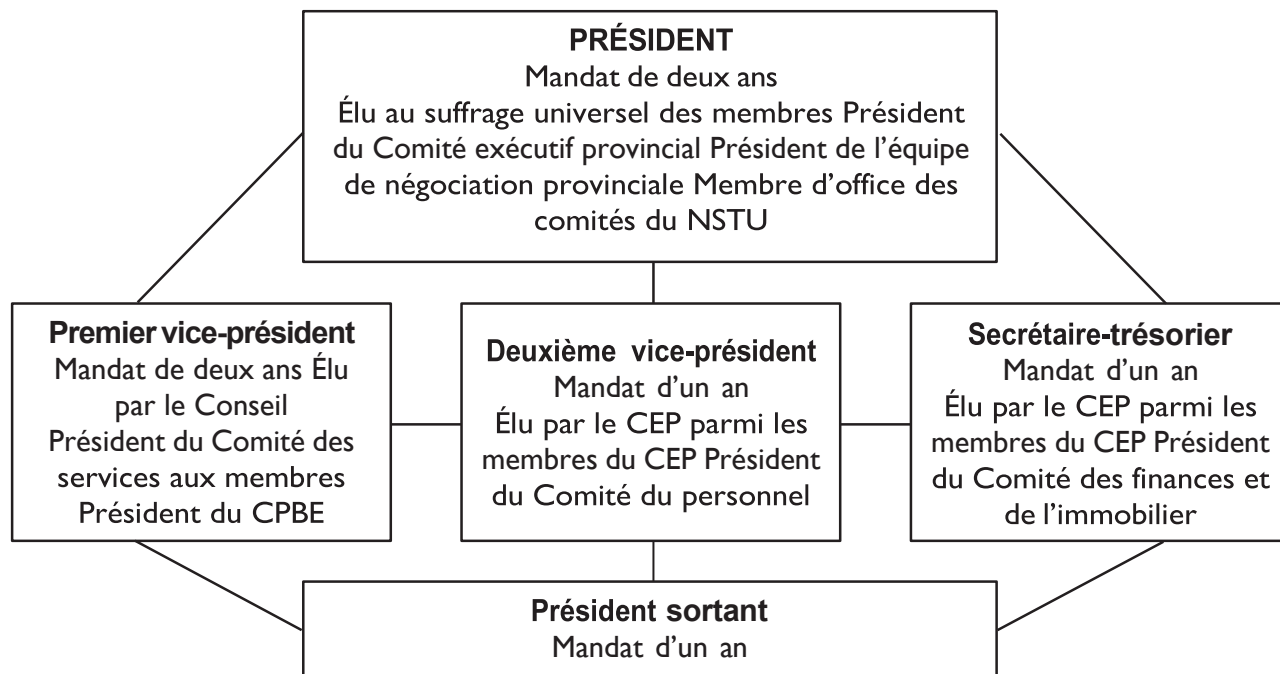 PRÉSIDENT
Mandat de deux ans
Élu au suffrage universel des membres Président
du Comité exécutif provincial Président de l’équipe
de négociation provinciale Membre d’office des
comités du NSTU
Premier vice-président
Mandat de deux ans Élu
par le Conseil
Président du Comité des
services aux membres
Président du CPBE
Deuxième vice-président
Mandat d’un an
Élu par le CEP parmi les
membres du CEP Président
du Comité du personnel
Secrétaire-trésorier
Mandat d’un an
Élu par le CEP parmi les
membres du CEP Président
du Comité des finances et
de l’immobilier
Président sortant
Mandat d’un an